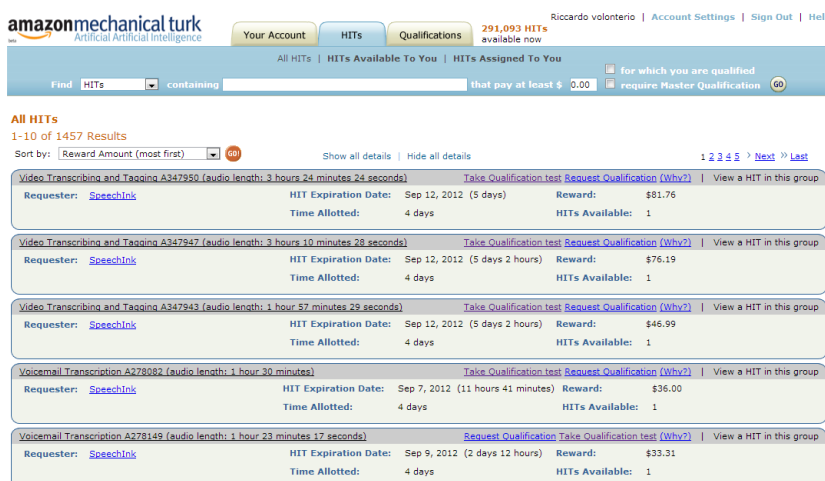 Riccardo volonterio | Account Settings | Sign Out | Hel
amazon mechanical turk
beta Artificial Artificial Intelligence
Your Account HITs Qualifications 291,093 HITs
available now
All HITs | HITs Available To You | HITs Assigned To You
for which you are qualified
Find HITs containing that pay at least $ 0.00 require Master Qualification GO
All HITs
1-10 of 1457 Results
Sort by: Reward Amount (most first) GO! Show all details | Hide all details 1 2 3 4 5 › Next » Last
Video Transcribing and Tagging A347950 (audio length: 3 hours 24 minutes 24 seconds) Take Qualification test Request Qualification (Why?) | View a HIT in this group
Requester: SpeechInk HIT Expiration Date: Sep 12, 2012 (5 days) Reward: $81.76
Time Allotted: 4 days HITs Available: 1
Video Transcribing and Tagging A347947 (audio length: 3 hours 10 minutes 28 seconds) Take Qualification test Request Qualification (Why?) | View a HIT in this group
Requester: SpeechInk HIT Expiration Date: Sep 12, 2012 (5 days 2 hours) Reward: $76.19
Time Allotted: 4 days HITs Available: 1
Video Transcribing and Tagging A347943 (audio length: 1 hour 57 minutes 29 seconds) Take Qualification test Request Qualification (Why?) | View a HIT in this group
Requester: SpeechInk HIT Expiration Date: Sep 12, 2012 (5 days 2 hours) Reward: $46.99
Time Allotted: 4 days HITs Available: 1
Voicemail Transcription A278082 (audio length: 1 hour 30 minutes) Take Qualification test Request Qualification (Why?) | View a HIT in this group
Requester: SpeechInk HIT Expiration Date: Sep 7, 2012 (11 hours 41 minutes) Reward: $36.00
Time Allotted: 4 days HITs Available: 1
Voicemail Transcription A278149 (audio length: 1 hour 23 minutes 17 seconds) Request Qualification Take Qualification test (Why?) | View a HIT in this group
Requester: SpeechInk HIT Expiration Date: Sep 9, 2012 (2 days 12 hours) Reward: $33.31
Time Allotted: 4 days HITs Available: 1